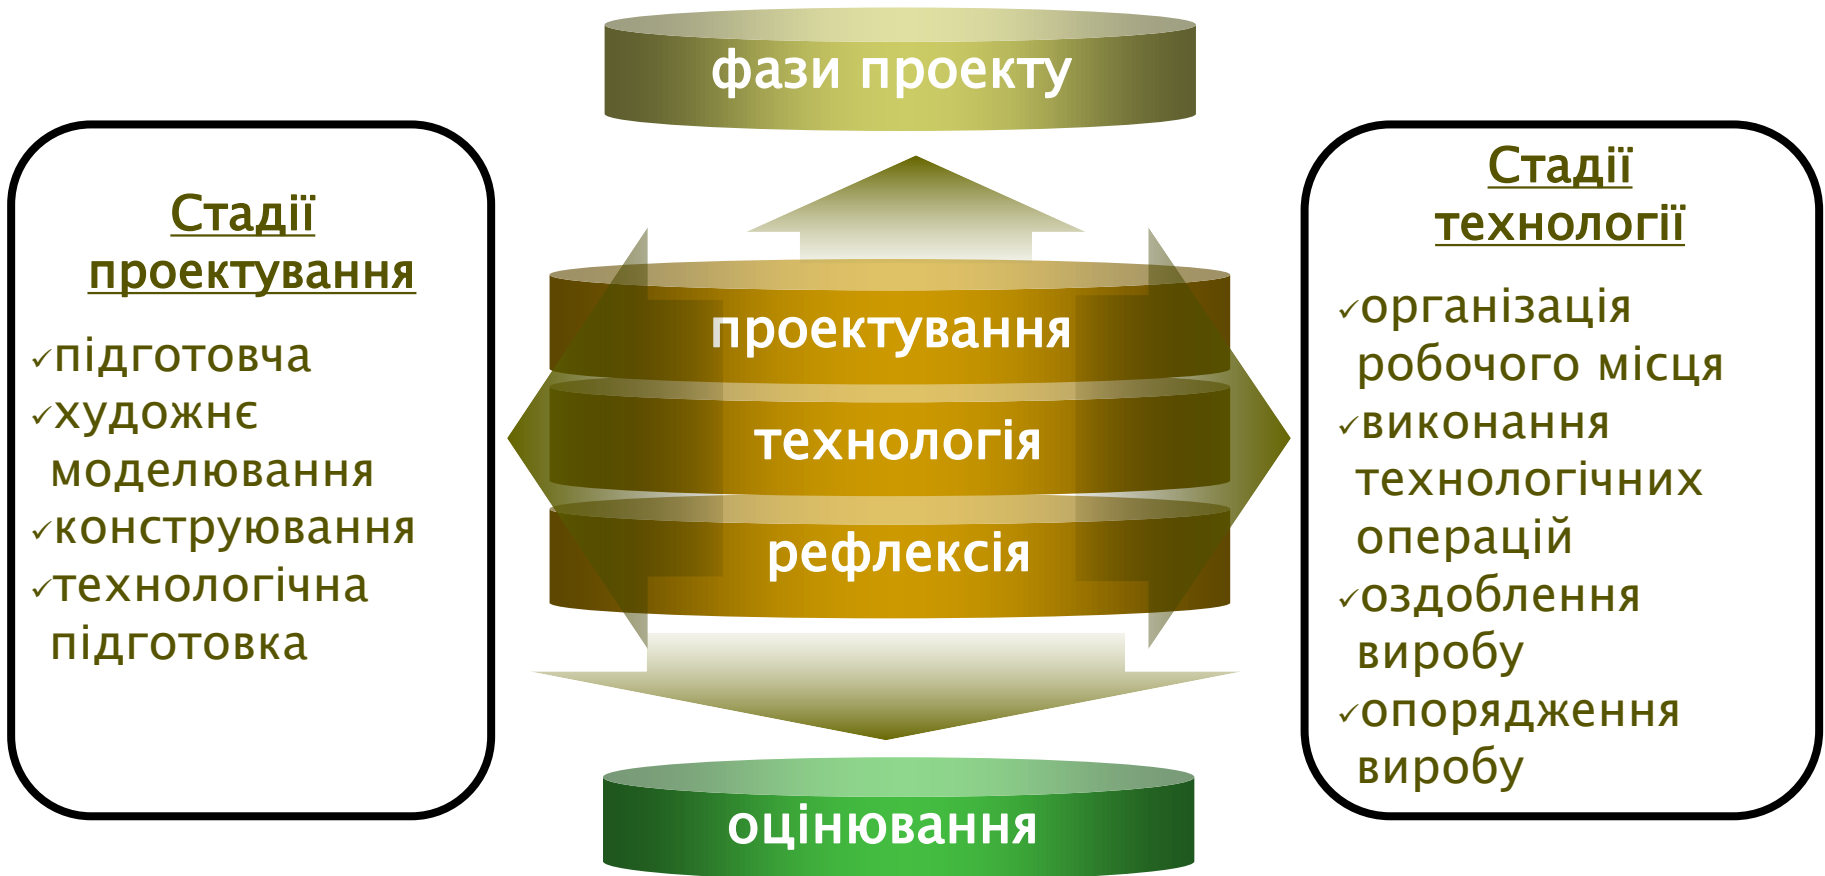 фази проекту
Стадії
проектування
✓підготовча
✓художнє
моделювання
✓конструювання
✓технологічна
підготовка
проектування
технологія
рефлексія
Стадії
технології
✓організація
робочого місця
✓виконання
технологічних
операцій
✓оздоблення
виробу
✓опорядження
виробу
оцінювання